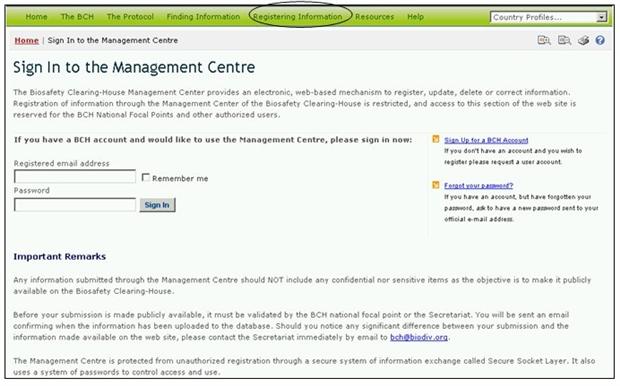 Home The BCH The Protocol Finding Information Registering Information Resources Help Country Profiles...
Home | Sign In to the Management Centre
Sign In to the Management Centre
The Biosafety Clearing-House Management Center provides an electronic, web-based mechanism to register, update, delete or correct information.
Registration of information through the Management Center of the Biosafety Clearing-House is restricted, and access to this section of the web site is
reserved for the BCH National Focal Points and other authorized users.
If you have a BCH account and would like to use the Management Centre, please sign in now:
Registered email address
Remember me
Password
Sign In
Sign Up for a BCH Account
If you don't have an account and you wish to
register please request a user account.
Forgot your password?
If you have an account, but have forgotten your
password, ask to have a new password sent to your
official e-mail address.
Important Remarks
Any information submitted through the Management Centre should NOT include any confidential nor sensitive items as the objective is to make it publicly
available on the Biosafety Clearing-House.
Before your submission is made publicly available, it must be validated by the BCH national focal point or the Secretariat. You will be sent an email
confirming when the information has been uploaded to the database. Should you notice any significant difference between your submission and the
information made available on the web site, please contact the Secretariat immediately by email to bch@biodiv.org.
The Management Centre is protected from unauthorized registration through a secure system of information exchange called Secure Socket Layer. It also
uses a system of passwords to control access and use.